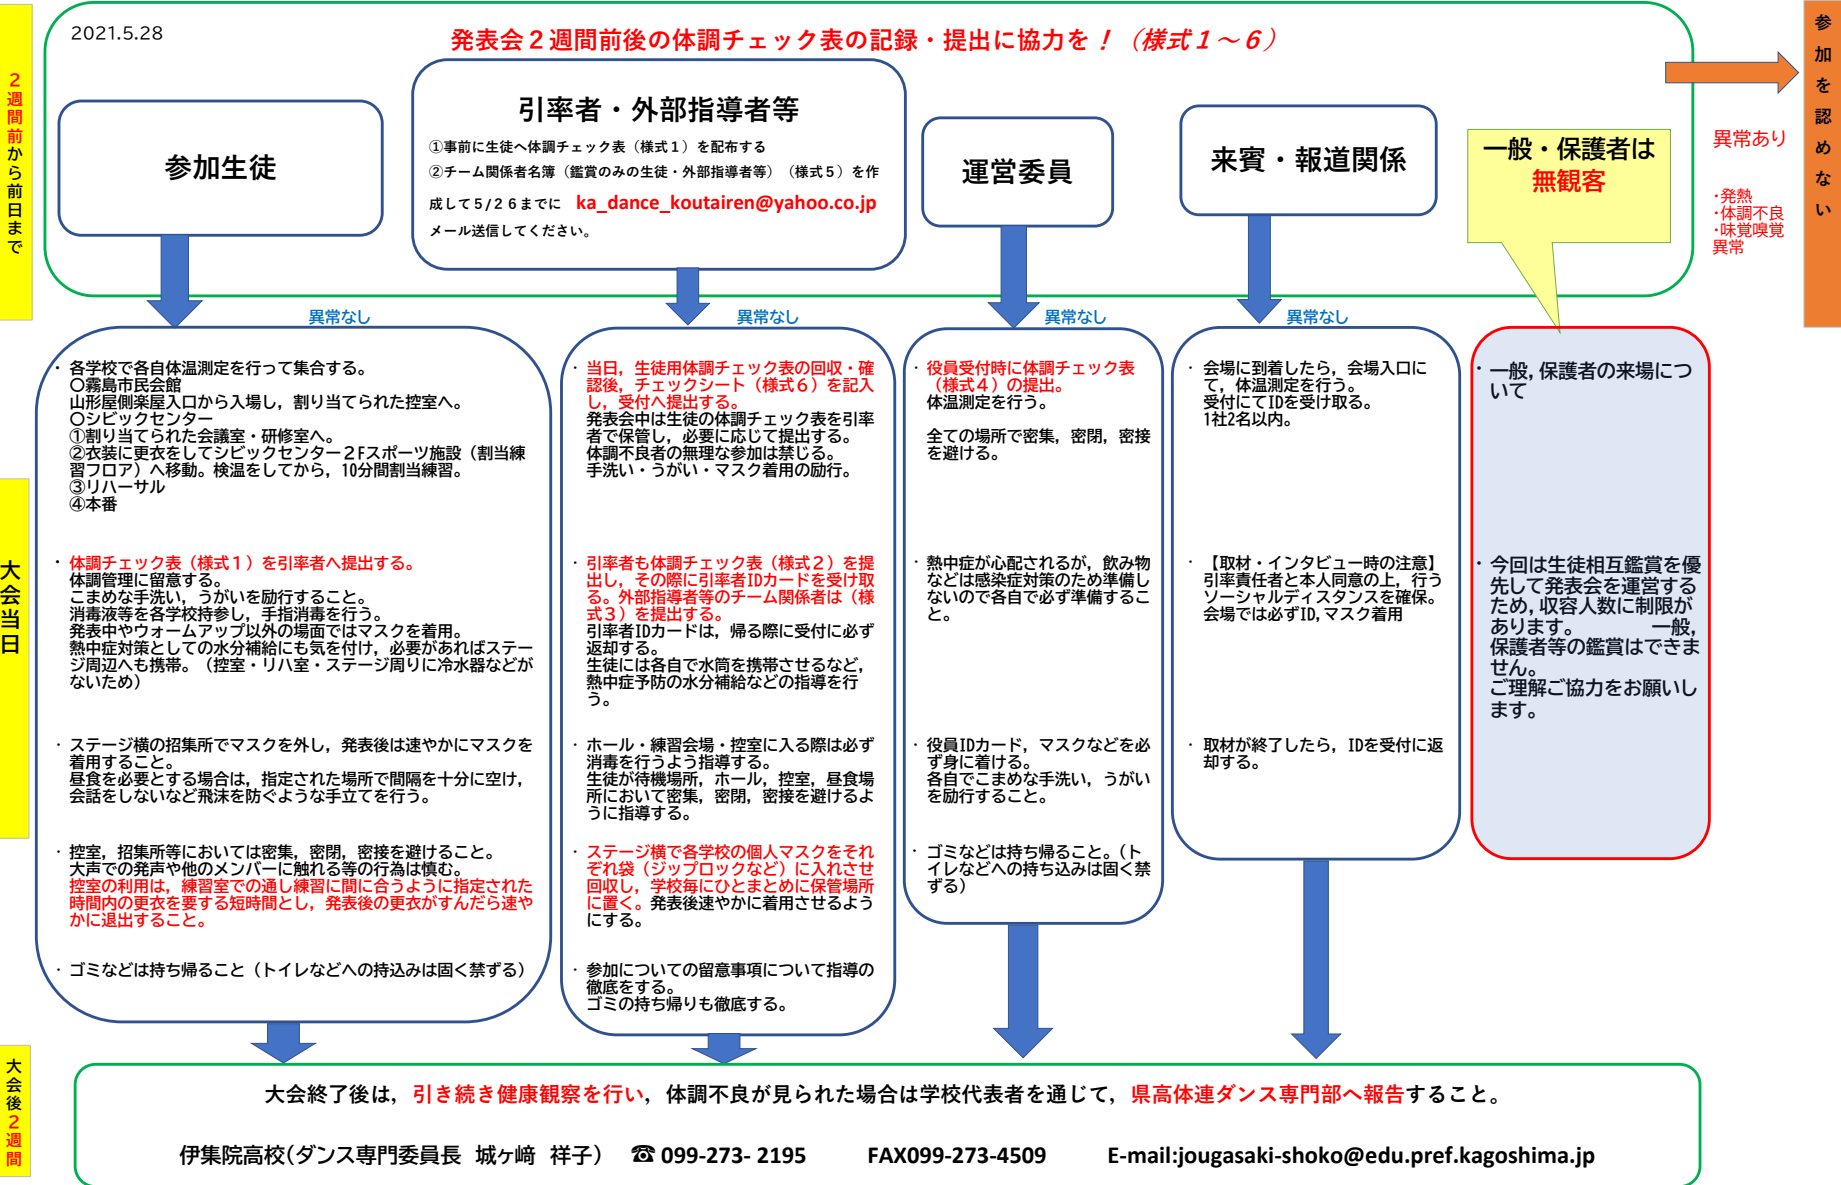 2021.5.28
発表会２週間前後の体調チェック表の記録・提出に協力を！（様式１～６）
２週間前から前日まで
参加を認めない
異常あり
・発熱
・体調不良
・味覚嗅覚
異常
参加生徒
引率者・外部指導者等
①事前に生徒へ体調チェック表（様式１）を配布する
②チーム関係者名簿（鑑賞のみの生徒・外部指導者等）（様式５）を作
成して５/２６までに　ka_dance_koutairen@yahoo.co.jp
メール送信してください。
運営委員
来賓・報道関係
一般・保護者は
無観客
異常なし
異常なし
異常なし
異常なし
大会当日
・各学校で各自体温測定を行って集合する。
〇霧島市民会館
山形屋側楽屋入口から入場し，割り当てられた控室へ。
〇シビックセンター
①割り当てられた会議室・研修室へ。
②衣装に更衣をしてシビックセンター２Fスポーツ施設（割当練
習フロア）へ移動。検温をしてから，10分間割当練習。
③リハーサル
④本番
・体調チェック表（様式１）を引率者へ提出する。
体調管理に留意する。
こまめな手洗い，うがいを励行すること。
消毒液等を各学校持参し，手指消毒を行う。
発表中やウォームアップ以外の場面ではマスクを着用。
熱中症対策としての水分補給にも気を付け，必要があればステー
ジ周辺へも携帯。（控室・リハ室・ステージ周りに冷水器などが
ないため）
・ステージ横の招集所でマスクを外し，発表後は速やかにマスクを
着用すること。
昼食を必要とする場合は，指定された場所で間隔を十分に空け，
会話をしないなど飛沫を防ぐような手立てを行う。
・控室，招集所等においては密集，密閉，密接を避けること。
大声での発声や他のメンバーに触れる等の行為は慎む。
控室の利用は，練習室での通し練習に間に合うように指定された
時間内の更衣を要する短時間とし，発表後の更衣がすんだら速や
かに退出すること。
・ゴミなどは持ち帰ること（トイレなどへの持込みは固く禁ずる）
・当日，生徒用体調チェック表の回収・確
認後，チェックシート（様式６）を記入
し，受付へ提出する。
発表会中は生徒の体調チェック表を引率
者で保管し，必要に応じて提出する。
体調不良者の無理な参加は禁じる。
手洗い・うがい・マスク着用の励行。
・引率者も体調チェック表（様式２）を提
出し，その際に引率者IDカードを受け取
る。外部指導者等のチーム関係者は（様
式３）を提出する。
引率者IDカードは，帰る際に受付に必ず
返却する。
生徒には各自で水筒を携帯させるなど，
熱中症予防の水分補給などの指導を行
う。
・ホール・練習会場・控室に入る際は必ず
消毒を行うよう指導する。
生徒が待機場所，ホール，控室，昼食場
所において密集，密閉，密接を避けるよ
うに指導する。
・ステージ横で各学校の個人マスクをそれ
ぞれ袋（ジップロックなど）に入れさせ
回収し，学校毎にひとまとめに保管場所
に置く。発表後速やかに着用させるよう
にする。
・参加についての留意事項について指導の
徹底をする。
ゴミの持ち帰りも徹底する。
・役員受付時に体調チェック表
（様式４）の提出。
体温測定を行う。
全ての場所で密集，密閉，密接
を避ける。
・熱中症が心配されるが，飲み物
などは感染症対策のため準備し
ないので各自で必ず準備するこ
と。
・役員IDカード，マスクなどを必
ず身に着ける。
各自でこまめな手洗い，うがい
を励行すること。
・ゴミなどは持ち帰ること。（ト
イレなどへの持ち込みは固く禁
ずる）
・会場に到着したら，会場入口に
て，体温測定を行う。
受付にてIDを受け取る。
1社2名以内。
・【取材・インタビュー時の注意】
引率責任者と本人同意の上，行う
ソーシャルディスタンスを確保。
会場では必ずID,マスク着用
・取材が終了したら，IDを受付に返
却する。
・一般,保護者の来場につ
いて
・今回は生徒相互鑑賞を優
先して発表会を運営する
ため,収容人数に制限が
あります。　　　　一般,
保護者等の鑑賞はできま
せん。
ご理解ご協力をお願いし
ます。
大会後２週間
大会終了後は，引き続き健康観察を行い，体調不良が見られた場合は学校代表者を通じて，県高体連ダンス専門部へ報告すること。
伊集院高校（ダンス専門委員長 城ヶ﨑 祥子） ☎ 099-273- 2195　FAX099-273-4509　E-mail:jougasaki-shoko@edu.pref.kagoshima.jp